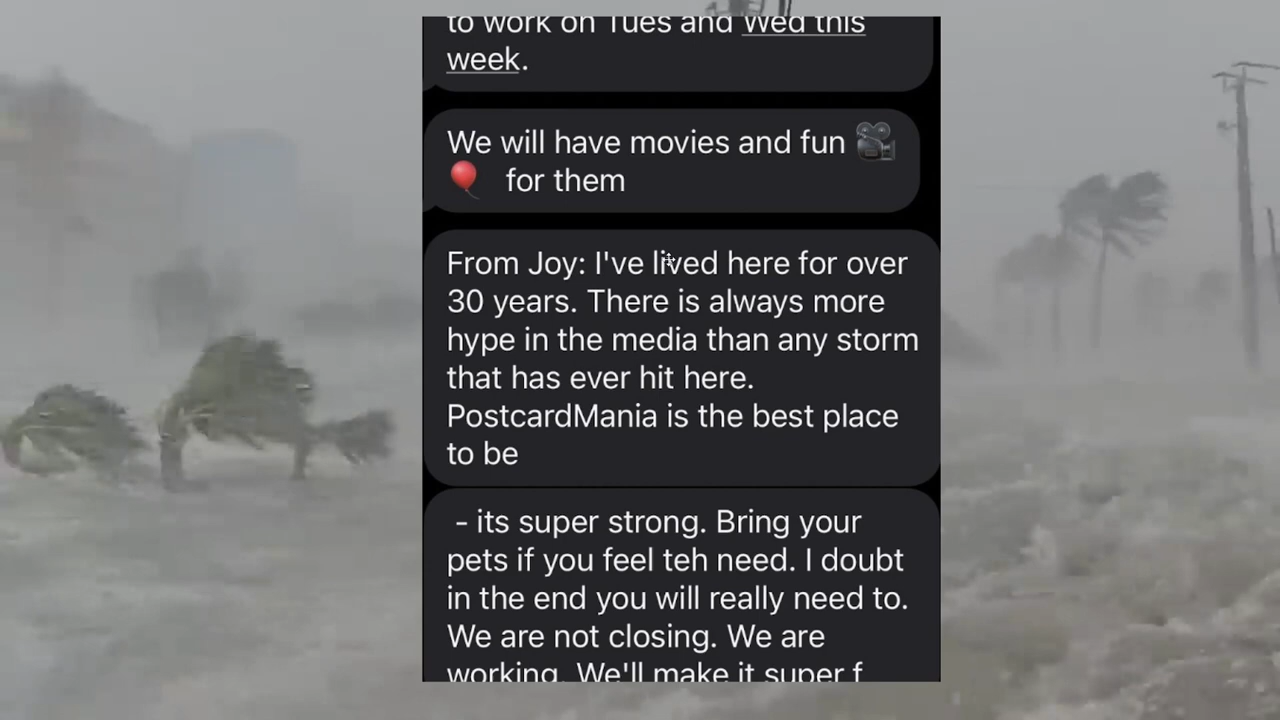 to work on Tues and Wed this
week.
We will have movies and fun 🎥
🎈 for them
From Joy: I've lived here for over
30 years. There is always more
hype in the media than any storm
that has ever hit here.
PostcardMania is the best place
to be
- its super strong. Bring your
pets if you feel teh need. I doubt
in the end you will really need to.
We are not closing. We are
working. We'll make it super f